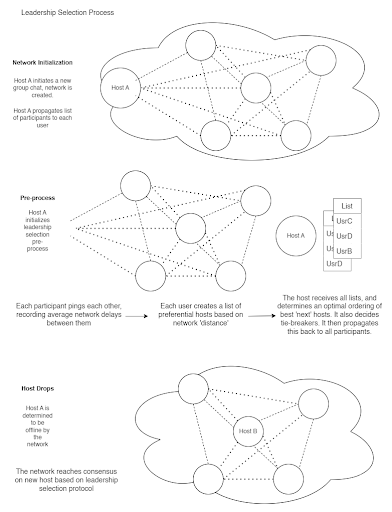 Leadership Selection Process
Network Initialization
Host A initiates a new
group chat, network is
created.
Host A propagates list
of participants to each
user
Host A
Pre-process
Host A
initializes
leadership
selection
pre-
process
Host A
List
UsrC
UsrD
UsrB
UsrD
Each participant pings each other,
recording average network delays
between them
Each user creates a list of
preferential hosts based on
network 'distance'
The host receives all lists, and
determines an optimal ordering of
best 'next' hosts. It also decides
tie-breakers. It then propagates
this back to all participants.
Host Drops
Host A is
determined
to be
offline by
the
network
Host B
The network reaches consensus
on new host based on leadership
selection protocol